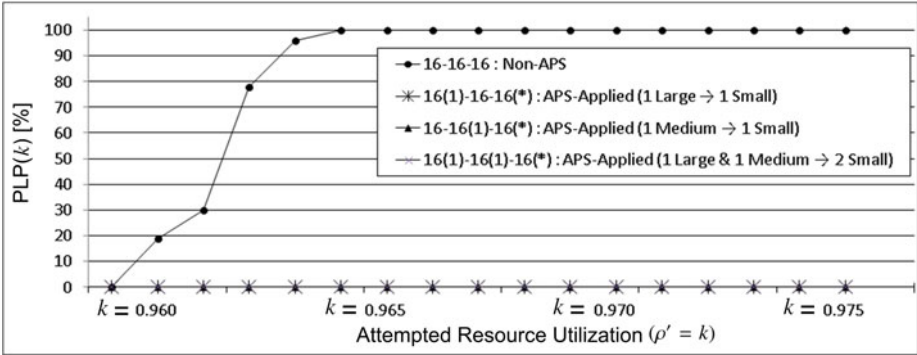 PLP(k) [%]
100
90
80
70
60
50
40
30
20
10
0
16-16-16 : Non-APS
16(1)-16-16(*) : APS-Applied (1 Large → 1 Small)
16-16(1)-16(*) : APS-Applied (1 Medium → 1 Small)
16(1)-16(1)-16(*) : APS-Applied (1 Large & 1 Medium → 2 Small)
k = 0.960 k = 0.965 k = 0.970 k = 0.975
Attempted Resource Utilization (ρ′ = k)